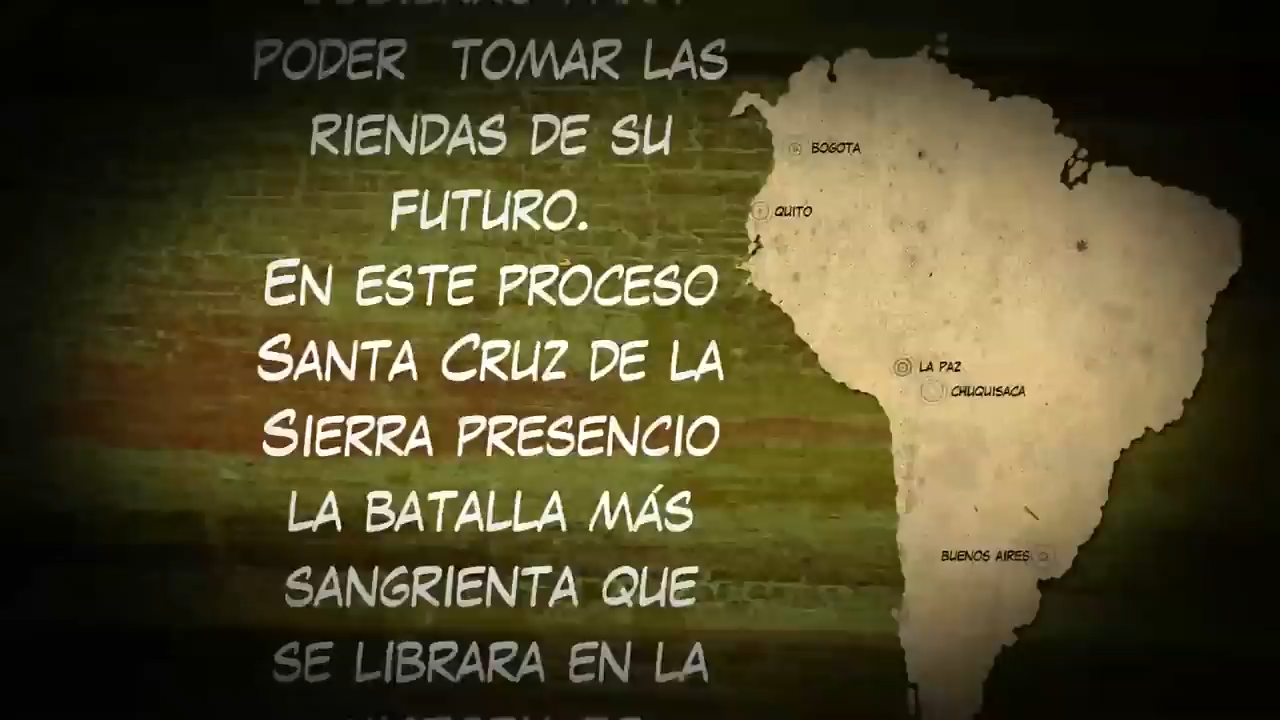 PODER TOMAR LAS
RIENDAS DE SU
FUTURO.
EN ESTE PROCESO
SANTA CRUZ DE LA
SIERRA PRESENCIO
LA BATALLA MÁS
SANGRIENTA QUE
SE LIBRARA EN LA
BOGOTA
QUITO
LA PAZ
CHUQUISACA
BUENOS AIRES